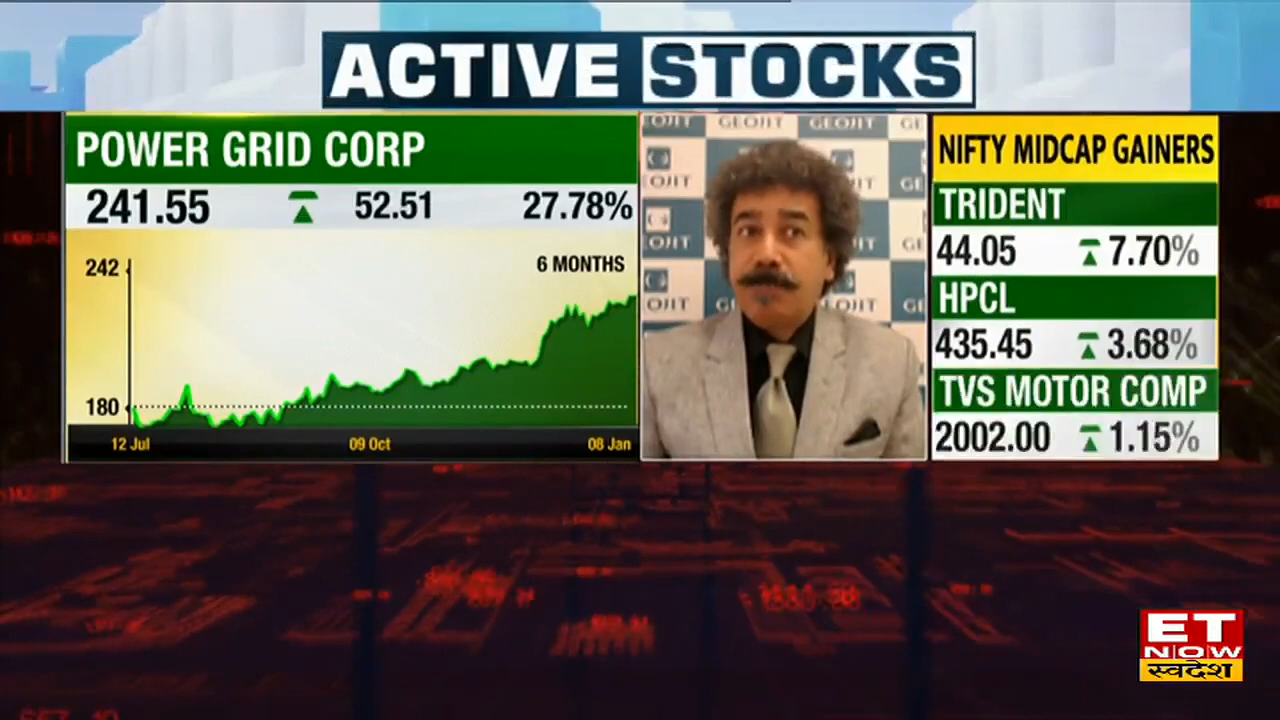 ACTIVE STOCKS
POWER GRID CORP
241.55 52.51 27.78%
242
6 MONTHS
180
12 Jul 09 Oct 08 Jan
GEOJIT GEOJIT
GEOJIT
NIFTY MIDCAP GAINERS
TRIDENT
44.05 7.70%
HPCL
435.45 3.68%
TVS MOTOR COMP
2002.00 1.15%
ET
NOW
स्वदेश